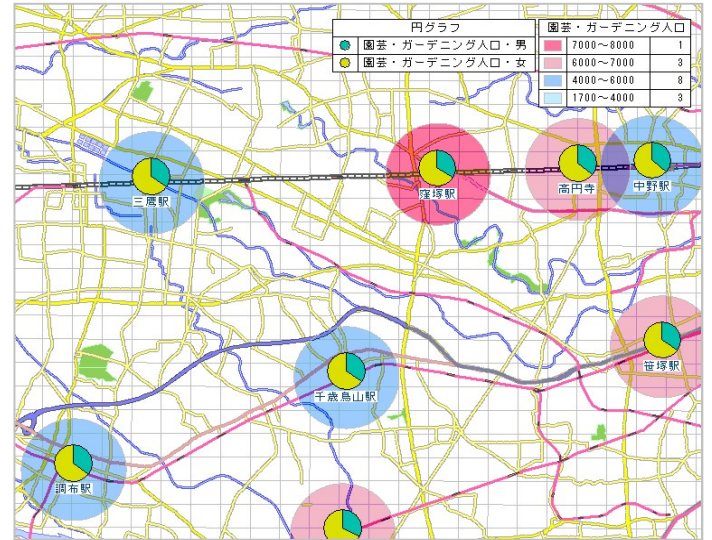 円グラフ
園芸・ガーデニング人口・男
園芸・ガーデニング人口・女
園芸・ガーデニング人口
7000～8000 1
6000～7000 3
4000～6000 8
1700～4000 3
三鷹駅
窪塚駅
高円寺
中野駅
笹塚駅
千歳烏山駅
調布駅